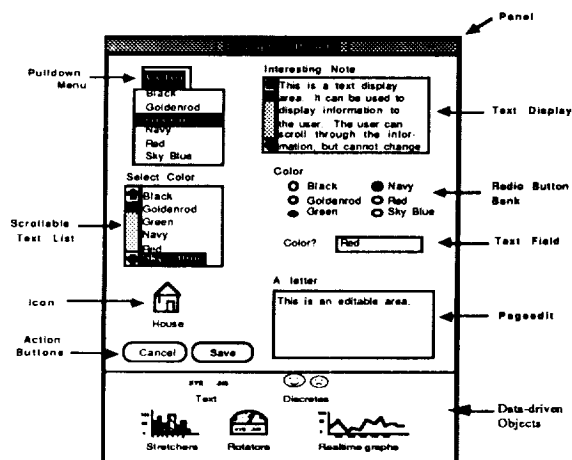 Panel
Pulldown
Menu
Black
Goldenrod
Navy
Red
Sky Blue
Interesting Note
This is a text display
area. It can be used to
display information to
the user. The user can
scroll through the infor-
mation, but cannot change
Text Display
Select Color
Black
Goldenrod
Green
Navy
Red
Scrollable
Text List
Color
Black
Navy
Goldenrod
Red
Green
Sky Blue
Radio Button
Bank
Color?
Red
Text Field
Icon
House
A letter
This is an editable area.
Pageedit
Action
Buttons
Cancel
Save
Text
Discretes
Stretchers
Rotators
Realtime graphs
Data-driven
Objects